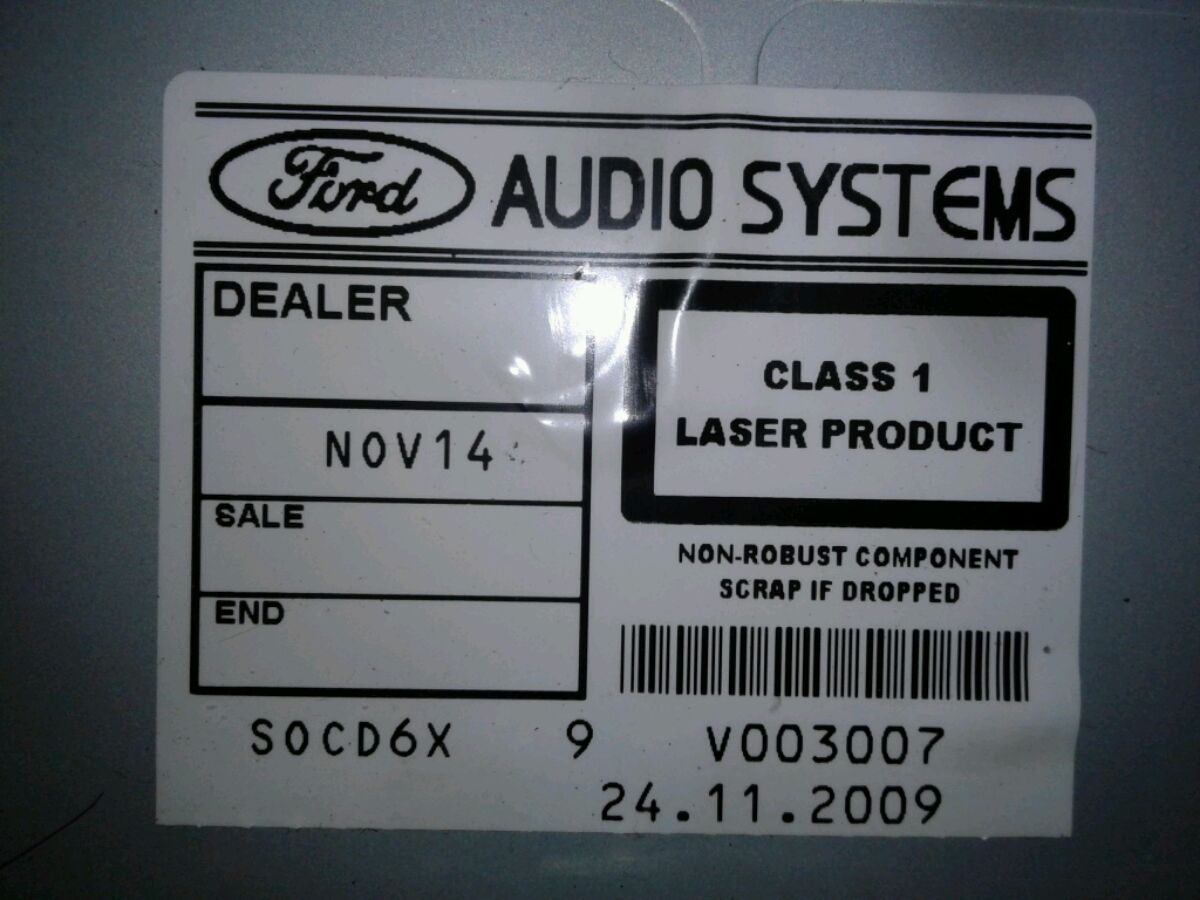 Ford AUDIO SYSTEMS
DEALER
NOV14
SALE
END
CLASS 1
LASER PRODUCT
NON-ROBUST COMPONENT
SCRAP IF DROPPED
SOCD6X 9 V003007
24.11.2009